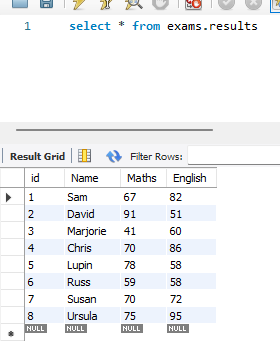 1 select * from exams.results
Result Grid Filter Rows:
id Name Maths English
1 Sam 67 82
2 David 91 51
3 Marjorie 41 60
4 Chris 70 86
5 Lupin 78 58
6 Russ 59 58
7 Susan 70 72
8 Ursula 75 95
NULL NULL NULL NULL